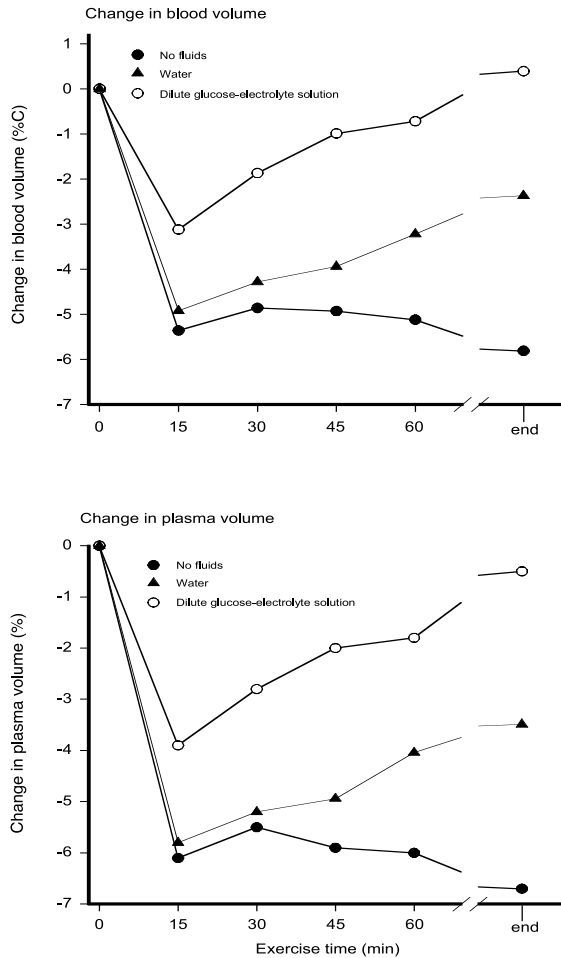 Change in blood volume
Change in blood volume (%C)
1
0
-1
-2
-3
-4
-5
-6
-7
No fluids
Water
Dilute glucose-electrolyte solution
0 15 30 45 60 end
Change in plasma volume
Change in plasma volume (%)
0
-1
-2
-3
-4
-5
-6
-7
No fluids
Water
Dilute glucose-electrolyte solution
0 15 30 45 60 end
Exercise time (min)